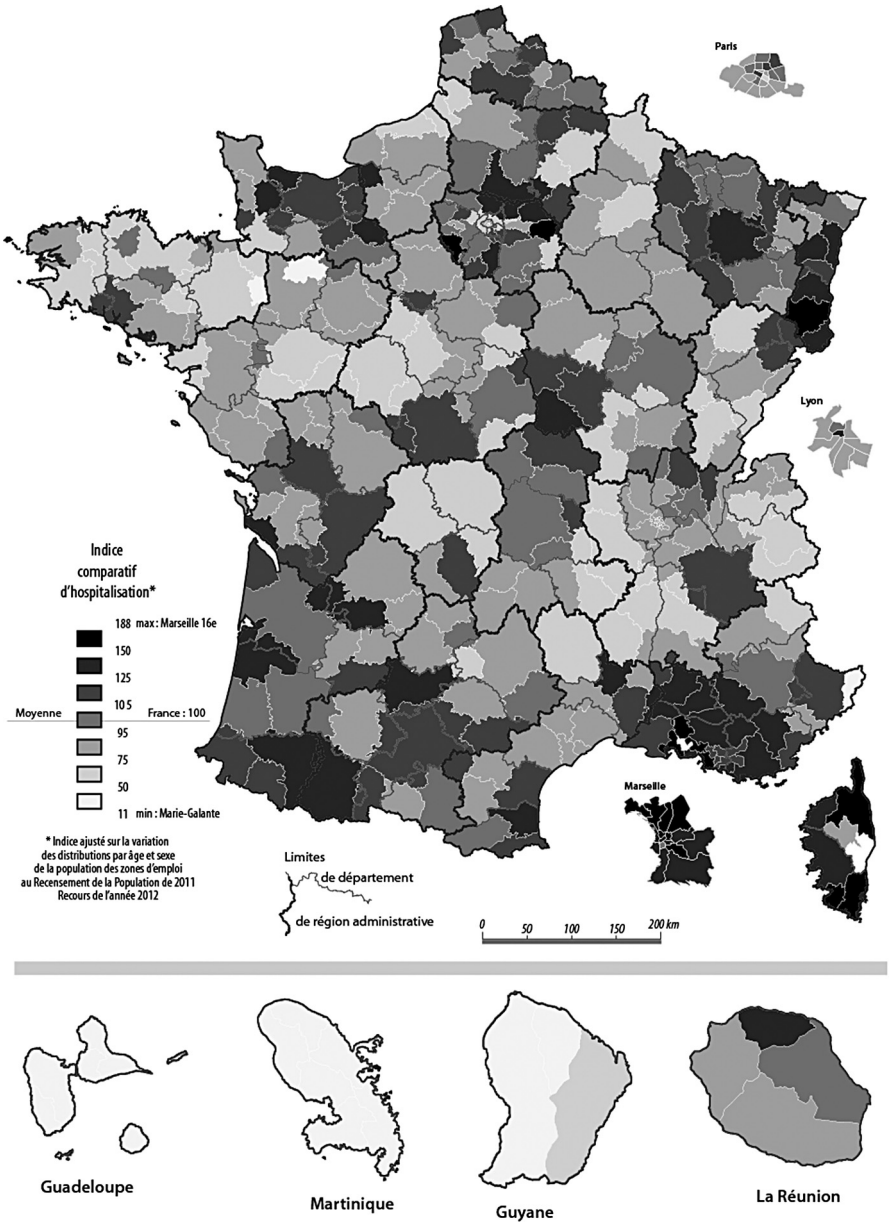 Paris
Lyon
Indice
comparatif
d'hospitalisation*
188 max : Marseille 16e
150
125
105
Moyenne France : 100
95
75
50
11 min : Marie-Galante
* Indice ajusté sur la variation
des distributions par âge et sexe
de la population des zones d'emploi
au Recensement de la Population de 2011
Recours de l'année 2012
Marseille
Limites
de département
de région administrative
0 50 100 150 200 km
Guadeloupe
Martinique
Guyane
La Réunion